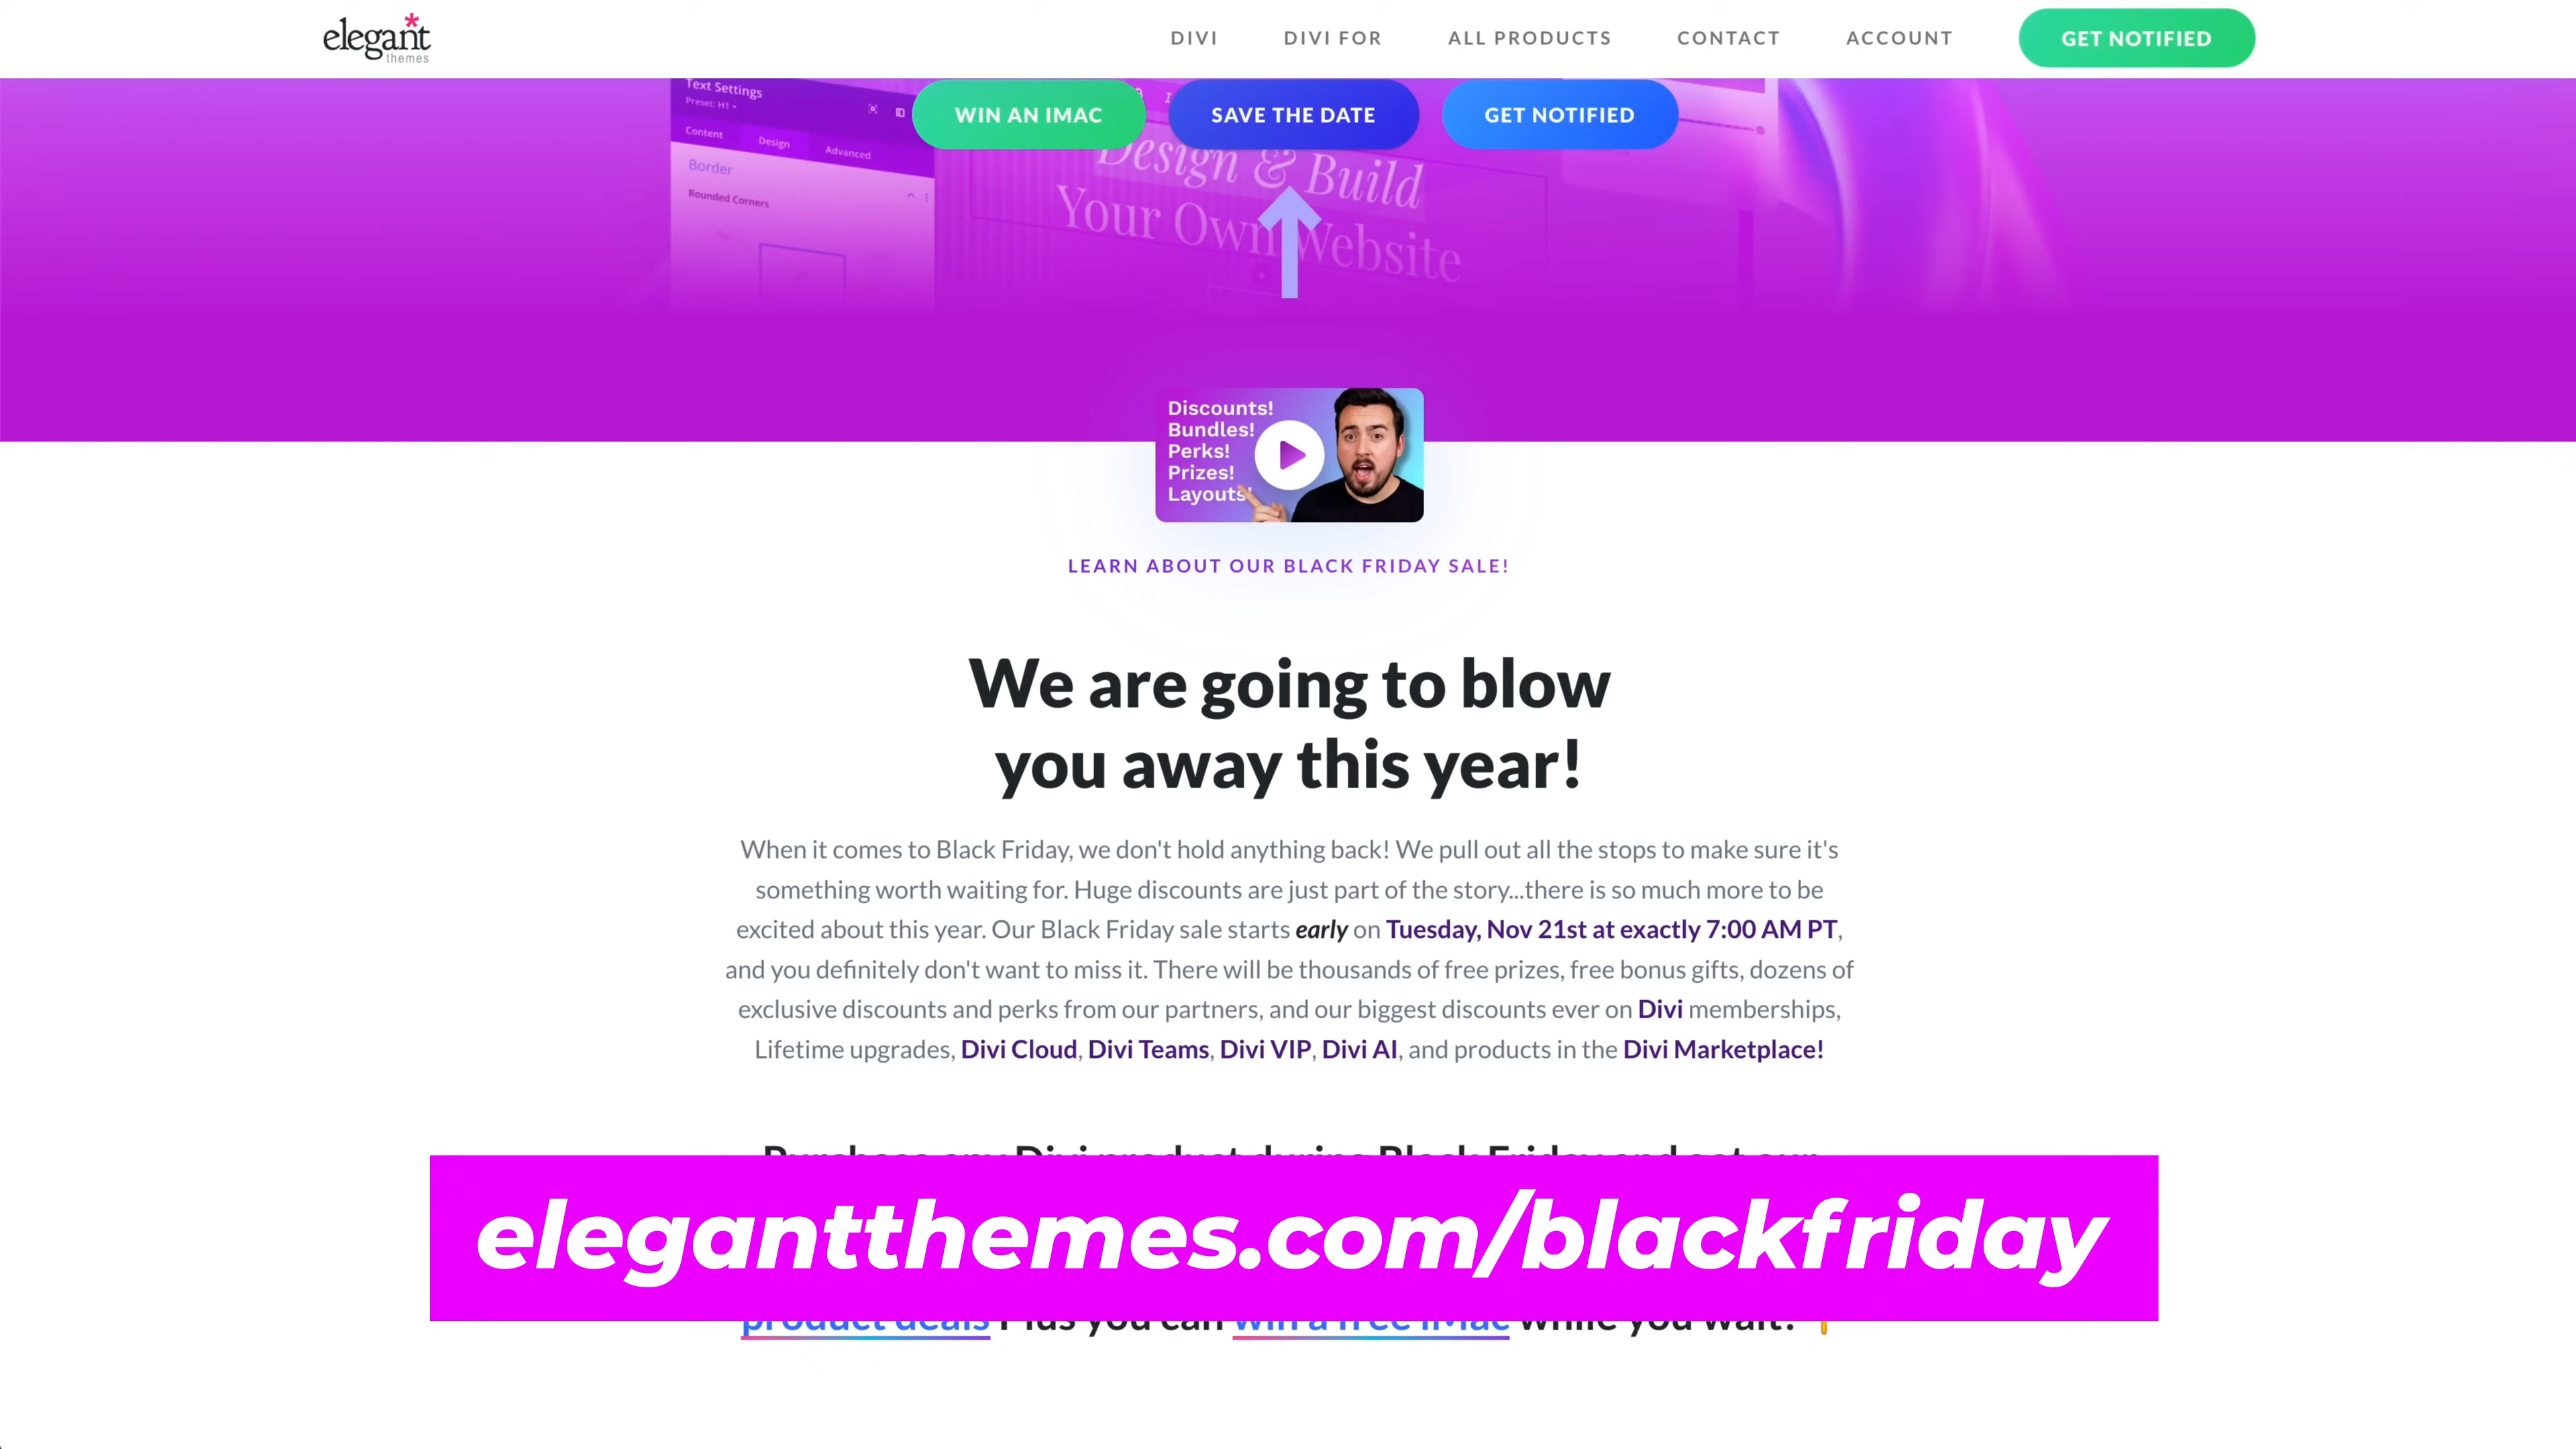 elegant
themes
DIVI DIVI FOR ALL PRODUCTS CONTACT ACCOUNT GET NOTIFIED
Text Settings
Preset: H1
Content Design Advanced
Border
Rounded Corners
WIN AN IMAC SAVE THE DATE GET NOTIFIED
Design & Build
Your Own Website
Discounts!
Bundles!
Perks!
Prizes!
Layouts!
LEARN ABOUT OUR BLACK FRIDAY SALE!
We are going to blow
you away this year!
When it comes to Black Friday, we don't hold anything back! We pull out all the stops to make sure it's
something worth waiting for. Huge discounts are just part of the story...there is so much more to be
excited about this year. Our Black Friday sale starts early on Tuesday, Nov 21st at exactly 7:00 AM PT,
and you definitely don't want to miss it. There will be thousands of free prizes, free bonus gifts, dozens of
exclusive discounts and perks from our partners, and our biggest discounts ever on Divi memberships,
Lifetime upgrades, Divi Cloud, Divi Teams, Divi VIP, Divi AI, and products in the Divi Marketplace!
Purchase any Divi product during Black Friday and get our
elegantthemes.com/blackfriday
product deals Plus you can win a free iMac while you wait!